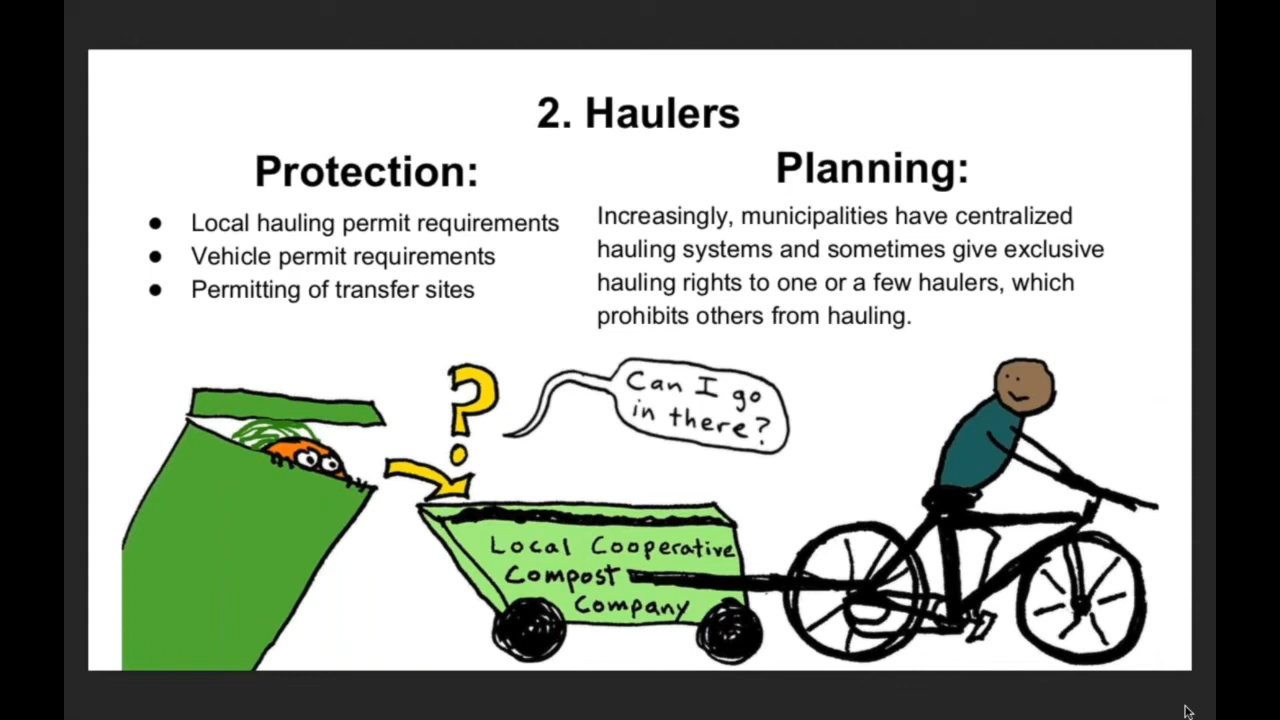 2. Haulers
Protection:
● Local hauling permit requirements
● Vehicle permit requirements
● Permitting of transfer sites
Planning:
Increasingly, municipalities have centralized
hauling systems and sometimes give exclusive
hauling rights to one or a few haulers, which
prohibits others from hauling.
?
Can I go
in there?
Local Cooperative
Compost
Company